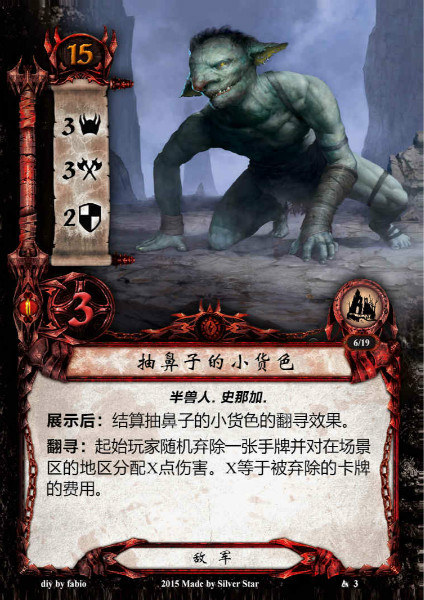 15
3
3
2
3
6/19
抽鼻子的小货色
半兽人. 史那加.
展示后：结算抽鼻子的小货色的翻寻效果。
翻寻：起始玩家随机弃除一张手牌并对在场景
区的地区分配X点伤害。X等于被弃除的卡牌
的费用。
敌军
diy by fabio 2015 Made by Silver Star 3